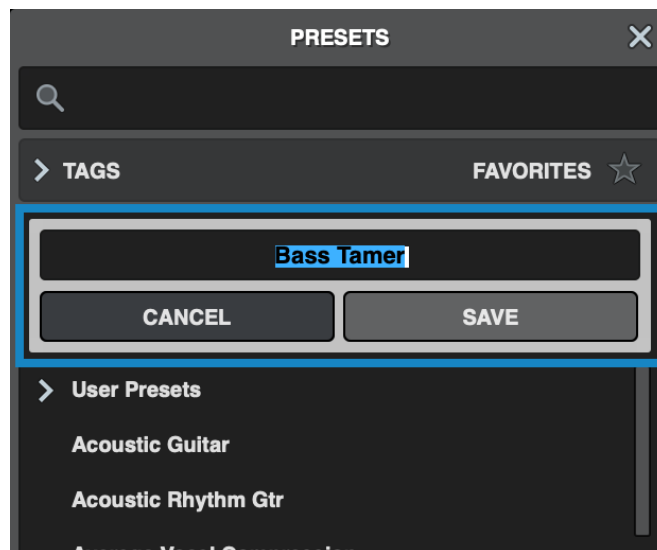 PRESETS
TAGS FAVORITES
Bass Tamer
CANCEL SAVE
User Presets
Acoustic Guitar
Acoustic Rhythm Gtr